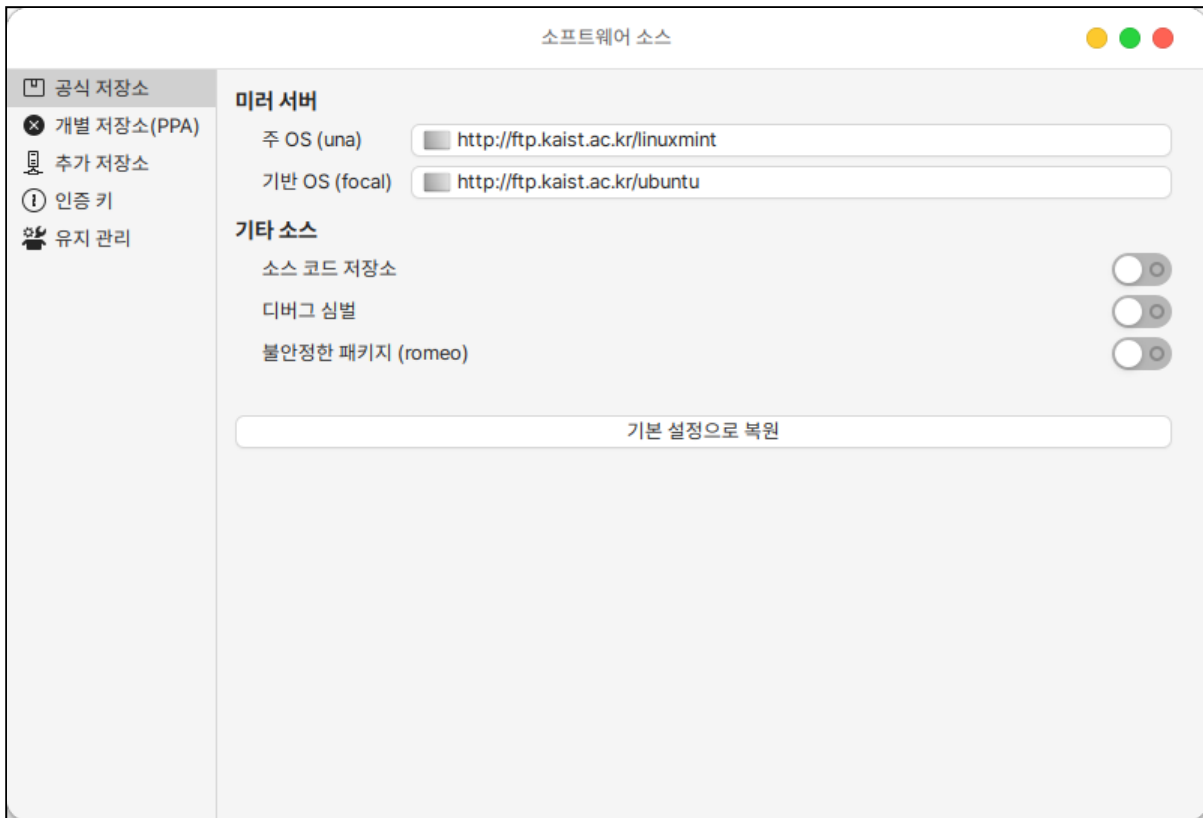 소프트웨어 소스
공식 저장소
개별 저장소(PPA)
추가 저장소
인증 키
유지 관리
미러 서버
주 OS (una) http://ftp.kaist.ac.kr/linuxmint
기반 OS (focal) http://ftp.kaist.ac.kr/ubuntu
기타 소스
소스 코드 저장소
디버그 심벌
불안정한 패키지 (romeo)
기본 설정으로 복원